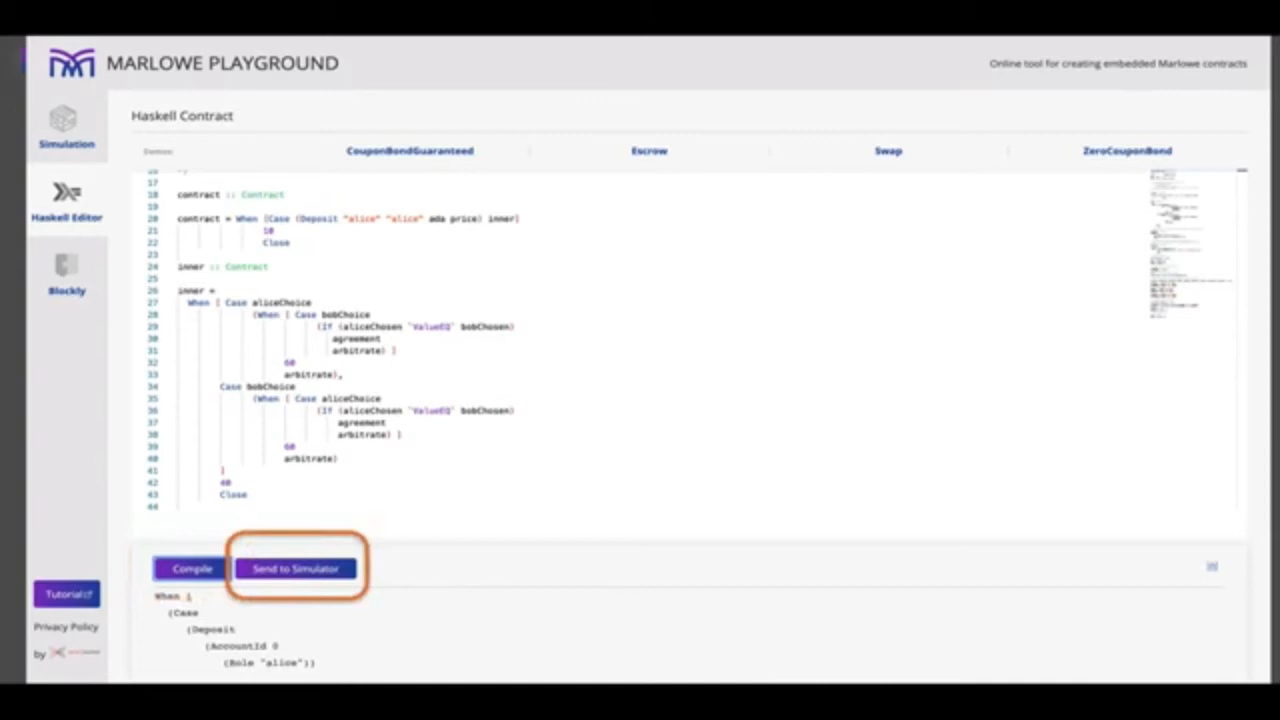 MARLOWE PLAYGROUND
Online tool for creating embedded Marlowe contracts
Simulation
Haskell Editor
Blockly
Tutorial
Privacy Policy
by
Haskell Contract
Demos:
CouponBondGuaranteed
Escrow
Swap
ZeroCouponBond
16 -}
17
18 contract :: Contract
19
20 contract = When [Case (Deposit "alice" "alice" ada price) inner]
21 10
22 Close
23
24 inner :: Contract
25
26 inner =
27 When [ Case aliceChoice
28 (When [ Case bobChoice
29 (If (aliceChosen `ValueEQ` bobChosen)
30 agreement
31 arbitrate) ]
32 60
33 arbitrate),
34 Case bobChoice
35 (When [ Case aliceChoice
36 (If (aliceChosen `ValueEQ` bobChosen)
37 agreement
38 arbitrate) ]
39 60
40 arbitrate)
41 ]
42 40
43 Close
44
Compile
Send to Simulator
When [
(Case
(Deposit
(AccountId 0
(Role "alice"))